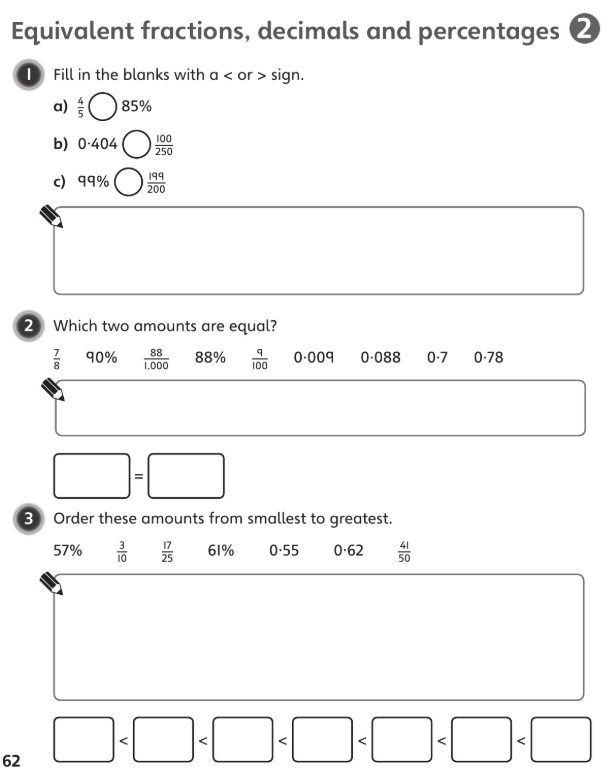 Equivalent fractions, decimals and percentages 2
1 Fill in the blanks with a < or > sign.
a) 4/5 85%
b) 0·404 100/250
c) 99% 199/200
2 Which two amounts are equal?
7/8 90% 88/1,000 88% 9/100 0·009 0·088 0·7 0·78
=
3 Order these amounts from smallest to greatest.
57% 3/10 17/25 61% 0·55 0·62 41/50
< < < < < <
62